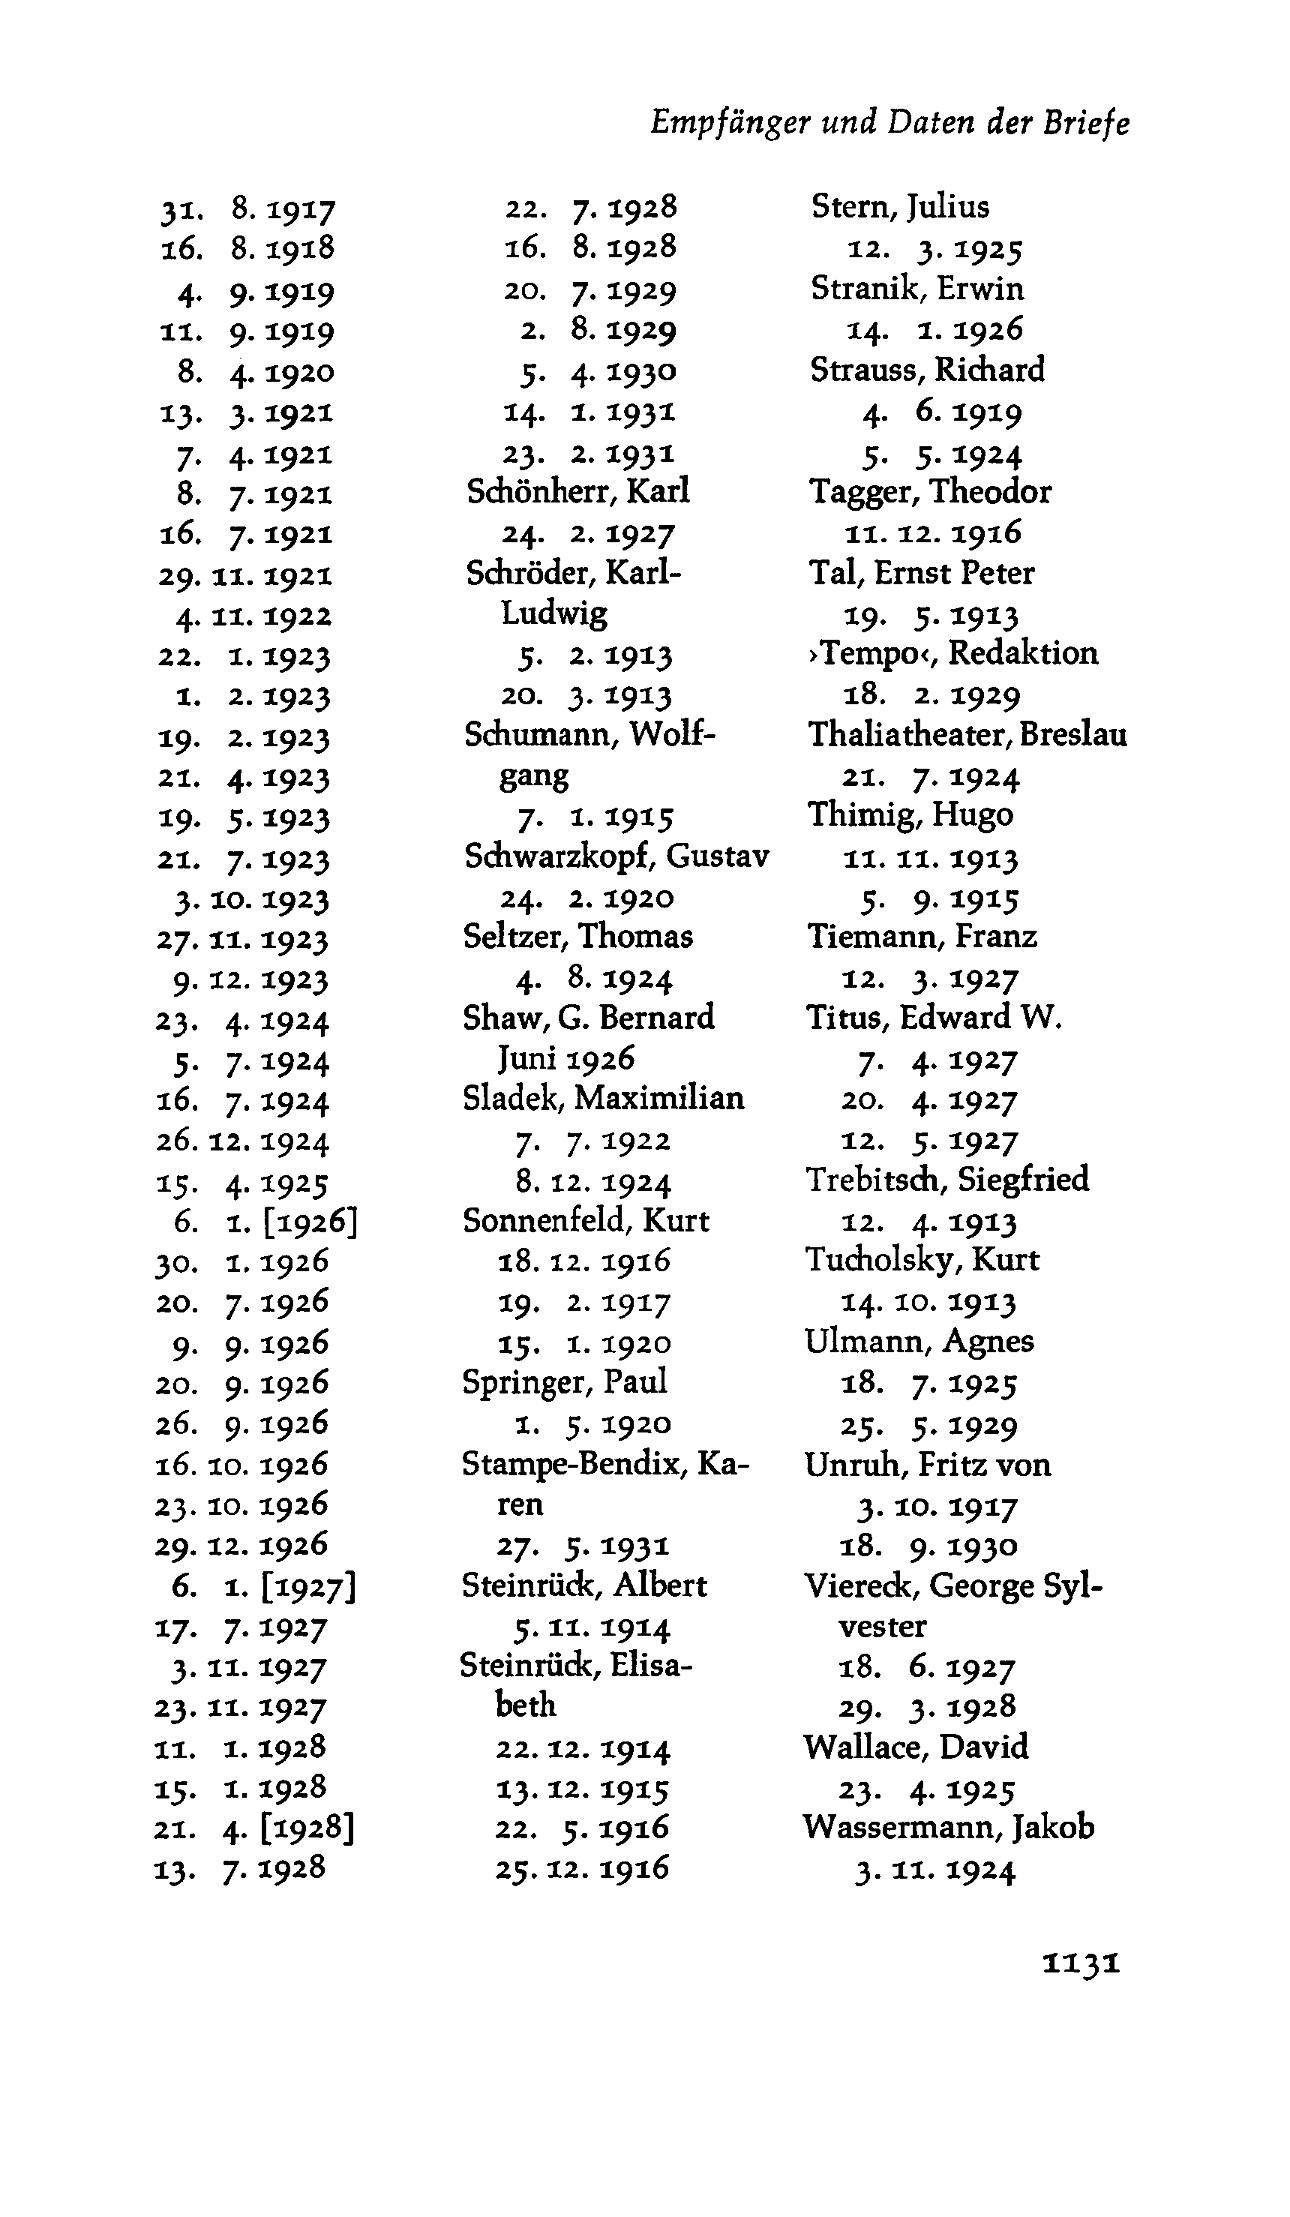 Empfänger und Daten der Briefe
31. 8. 1917
16. 8. 1918
4. 9. 1919
11. 9. 1919
8. 4. 1920
13. 3. 1921
7. 4. 1921
8. 7. 1921
16. 7. 1921
29. 11. 1921
4. 11. 1922
22. 1. 1923
1. 2. 1923
19. 2. 1923
21. 4. 1923
19. 5. 1923
21. 7. 1923
3. 10. 1923
27. 11. 1923
9. 12. 1923
23. 4. 1924
5. 7. 1924
16. 7. 1924
26. 12. 1924
15. 4. 1925
6. 1. [1926]
30. 1. 1926
20. 7. 1926
9. 9. 1926
20. 9. 1926
26. 9. 1926
16. 10. 1926
23. 10. 1926
29. 12. 1926
6. 1. [1927]
17. 7. 1927
3. 11. 1927
23. 11. 1927
11. 1. 1928
15. 1. 1928
21. 4. [1928]
13. 7. 1928
22. 7. 1928
16. 8. 1928
20. 7. 1929
2. 8. 1929
5. 4. 1930
14. 1. 1931
23. 2. 1931
Schönherr, Karl
24. 2. 1927
Schröder, Karl-
Ludwig
5. 2. 1913
20. 3. 1913
Schumann, Wolf-
gang
7. 1. 1915
Schwarzkopf, Gustav
24. 2. 1920
Seltzer, Thomas
4. 8. 1924
Shaw, G. Bernard
Juni 1926
Sladek, Maximilian
7. 7. 1922
8. 12. 1924
Sonnenfeld, Kurt
18. 12. 1916
19. 2. 1917
15. 1. 1920
Springer, Paul
1. 5. 1920
Stampe-Bendix, Ka-
ren
27. 5. 1931
Steinrück, Albert
5. 11. 1914
Steinrück, Elisa-
beth
22. 12. 1914
13. 12. 1915
22. 5. 1916
25. 12. 1916
Stern, Julius
12. 3. 1925
Stranik, Erwin
14. 1. 1926
Strauss, Richard
4. 6. 1919
5. 5. 1924
Tagger, Theodor
11. 12. 1916
Tal, Ernst Peter
19. 5. 1913
›Tempo‹, Redaktion
18. 2. 1929
Thaliatheater, Breslau
21. 7. 1924
Thimig, Hugo
11. 11. 1913
5. 9. 1915
Tiemann, Franz
12. 3. 1927
Titus, Edward W.
7. 4. 1927
20. 4. 1927
12. 5. 1927
Trebitsch, Siegfried
12. 4. 1913
Tucholsky, Kurt
14. 10. 1913
Ulmann, Agnes
18. 7. 1925
25. 5. 1929
Unruh, Fritz von
3. 10. 1917
18. 9. 1930
Viereck, George Syl-
vester
18. 6. 1927
29. 3. 1928
Wallace, David
23. 4. 1925
Wassermann, Jakob
3. 11. 1924
1131